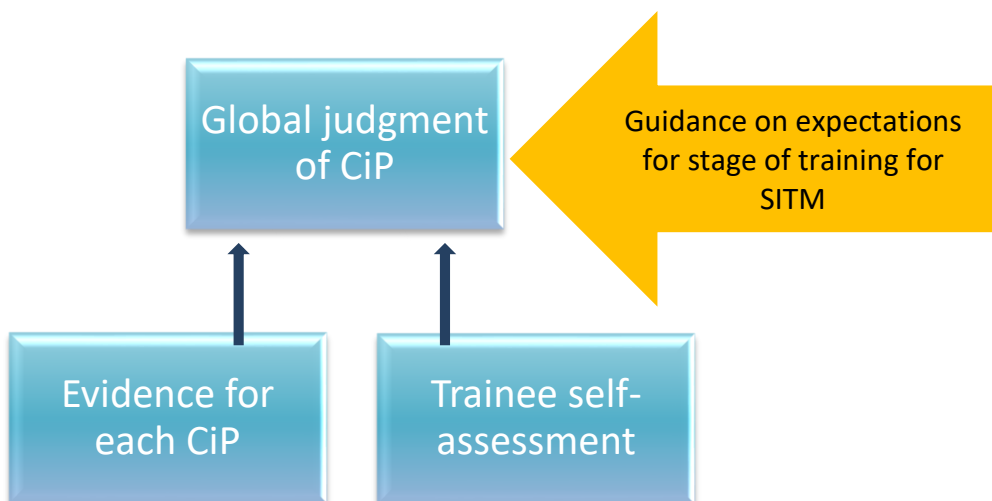 Global judgment
of CiP
Guidance on expectations
for stage of training for
SITM
Evidence for
each CiP
Trainee self-
assessment